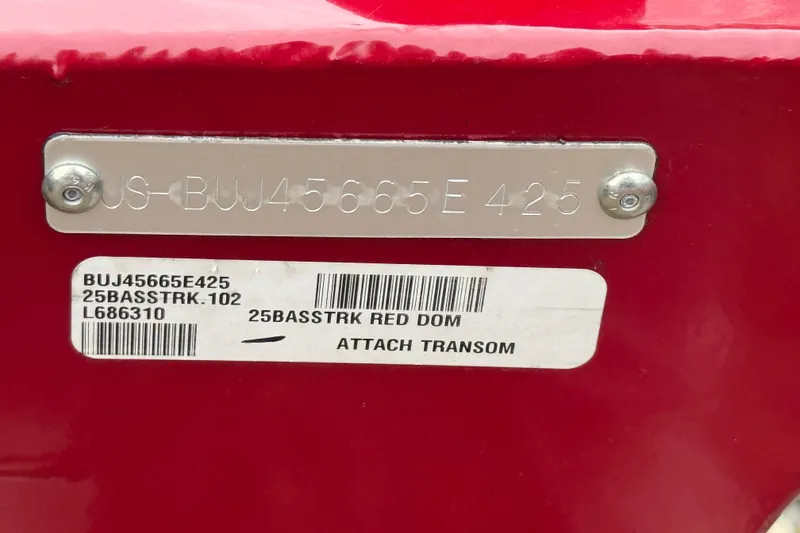 US-BUJ45665E425
BUJ45665E425
25BASSTRK.102
L686310
25BASSTRK RED DOM
ATTACH TRANSOM